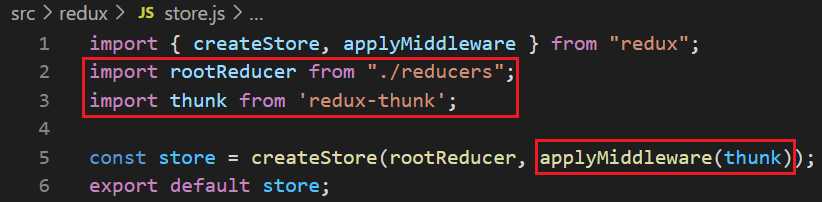 src > redux > JS store.js > ...
1 import { createStore, applyMiddleware } from "redux";
2 import rootReducer from "./reducers";
3 import thunk from 'redux-thunk';
4
5 const store = createStore(rootReducer, applyMiddleware(thunk));
6 export default store;